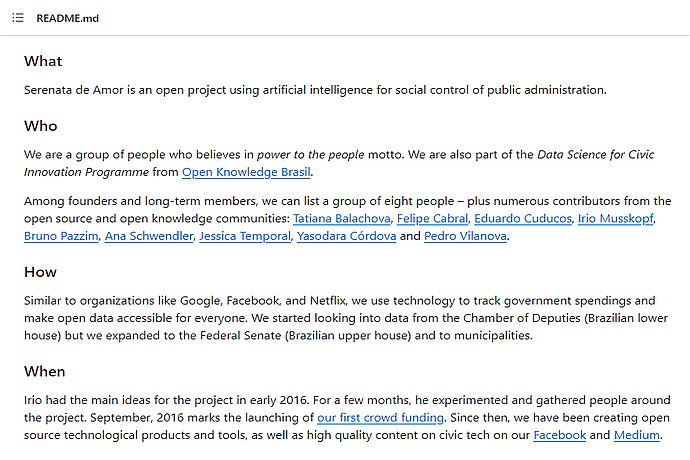 README.md
What
Serenata de Amor is an open project using artificial intelligence for social control of public administration.
Who
We are a group of people who believes in power to the people motto. We are also part of the Data Science for Civic
Innovation Programme from Open Knowledge Brasil.
Among founders and long-term members, we can list a group of eight people – plus numerous contributors from the
open source and open knowledge communities: Tatiana Balachova, Felipe Cabral, Eduardo Cuducos, Irio Musskopf,
Bruno Pazzim, Ana Schwendler, Jessica Temporal, Yasodara Córdova and Pedro Vilanova.
How
Similar to organizations like Google, Facebook, and Netflix, we use technology to track government spendings and
make open data accessible for everyone. We started looking into data from the Chamber of Deputies (Brazilian lower
house) but we expanded to the Federal Senate (Brazilian upper house) and to municipalities.
When
Irio had the main ideas for the project in early 2016. For a few months, he experimented and gathered people around
the project. September, 2016 marks the launching of our first crowd funding. Since then, we have been creating open
source technological products and tools, as well as high quality content on civic tech on our Facebook and Medium.